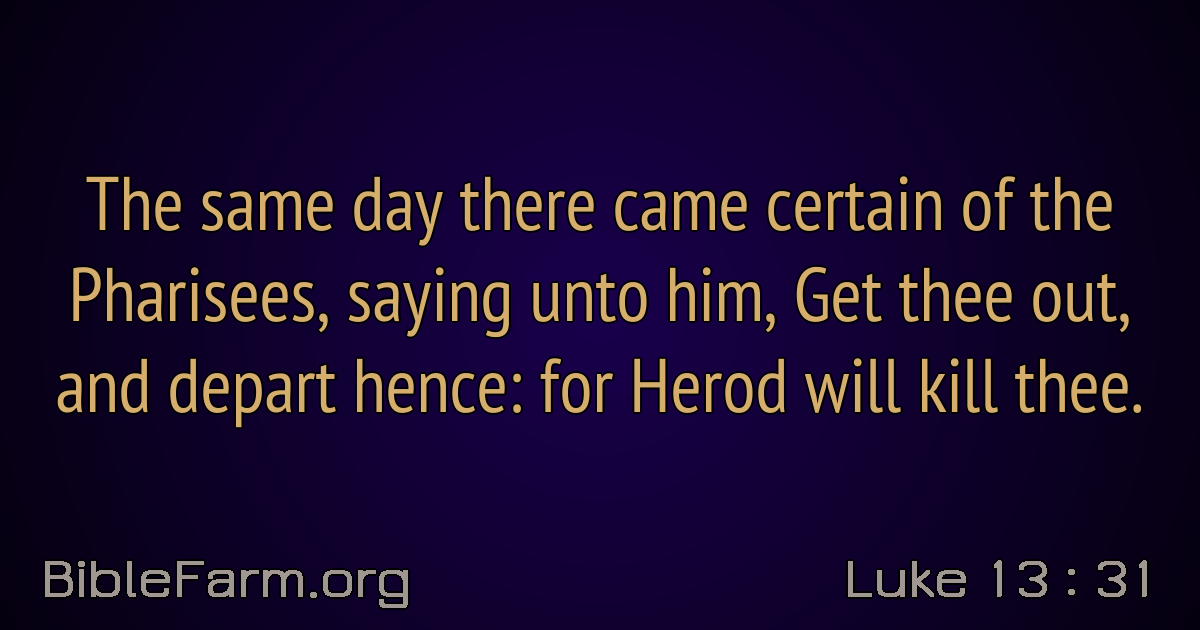 The same day there came certain of the
Pharisees, saying unto him, Get thee out,
and depart hence: for Herod will kill thee.
BibleFarm.org
Luke 13 : 31